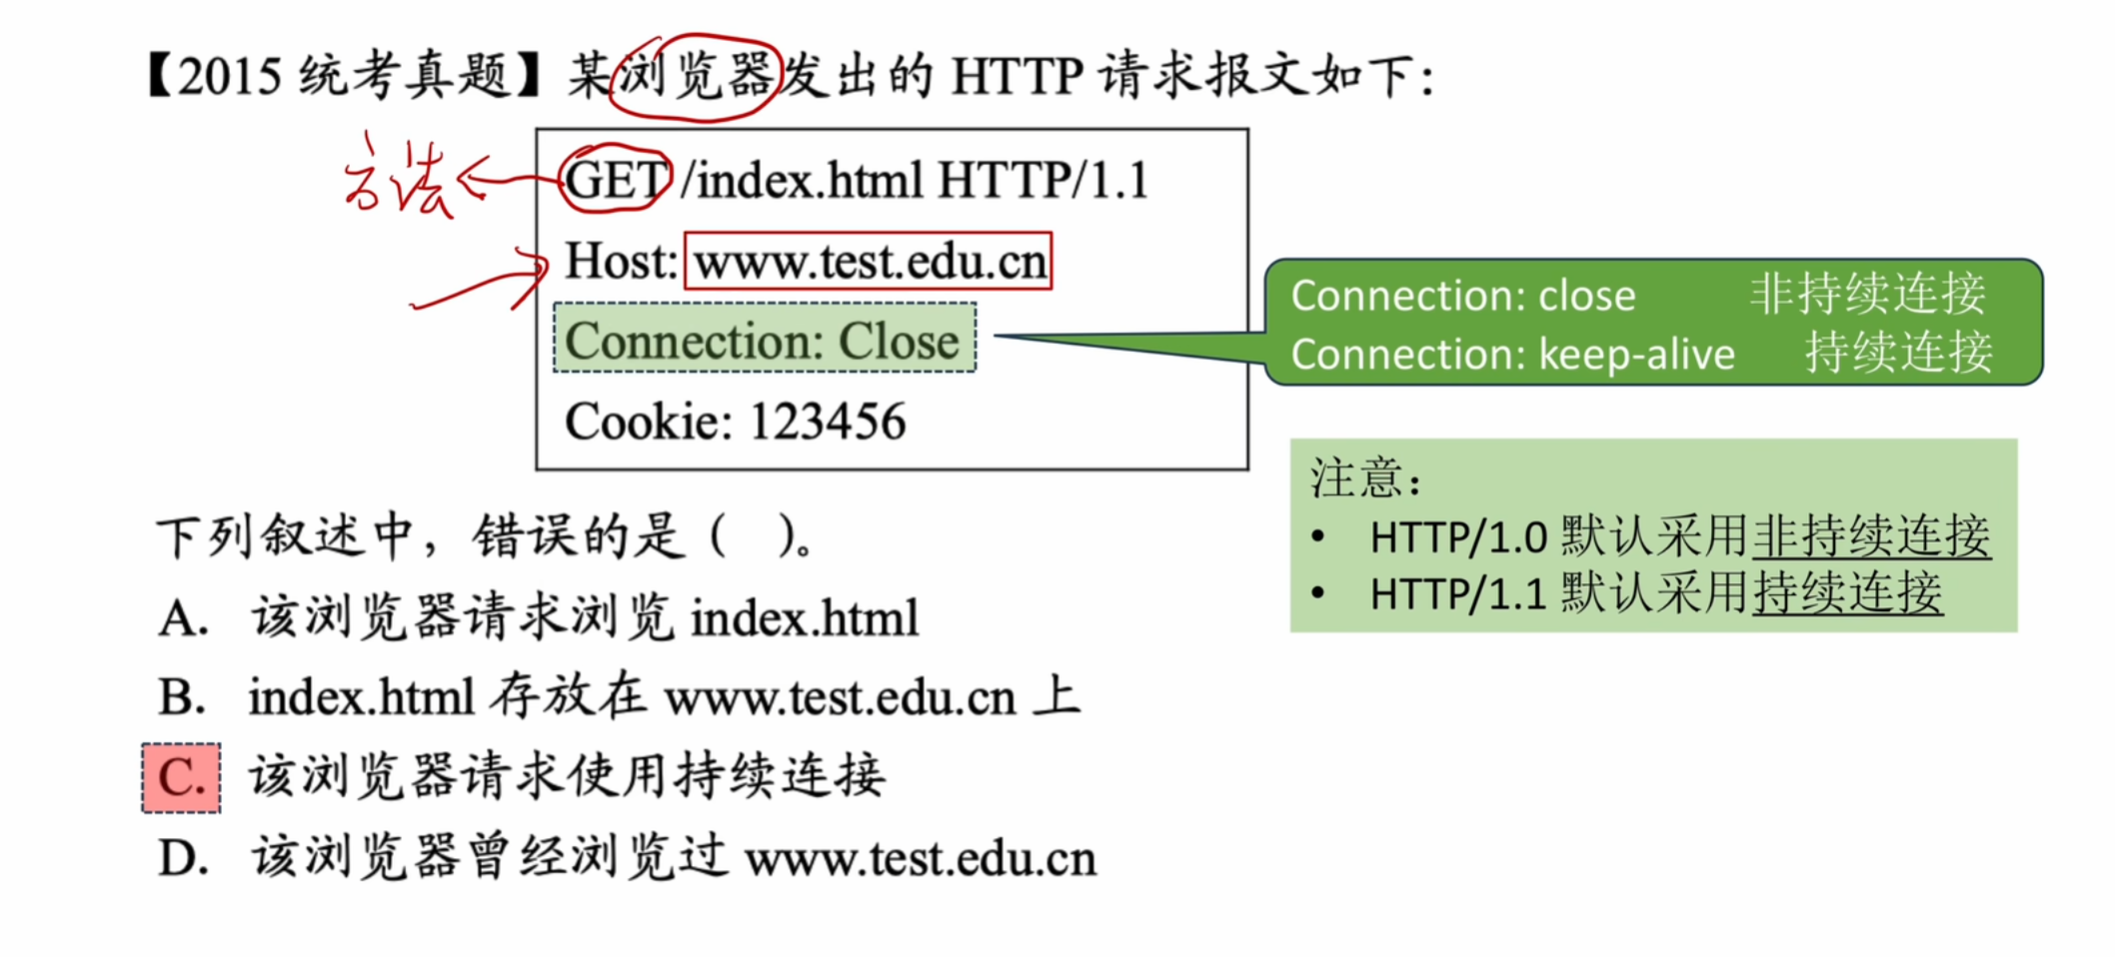 【2015 统考真题】某浏览器发出的 HTTP 请求报文如下：
方法
GET /index.html HTTP/1.1
Host: www.test.edu.cn
Connection: Close
Cookie: 123456
Connection: close 非持续连接
Connection: keep-alive 持续连接
注意：
• HTTP/1.0 默认采用非持续连接
• HTTP/1.1 默认采用持续连接
下列叙述中，错误的是（ ）。
A. 该浏览器请求浏览 index.html
B. index.html 存放在 www.test.edu.cn 上
C. 该浏览器请求使用持续连接
D. 该浏览器曾经浏览过 www.test.edu.cn